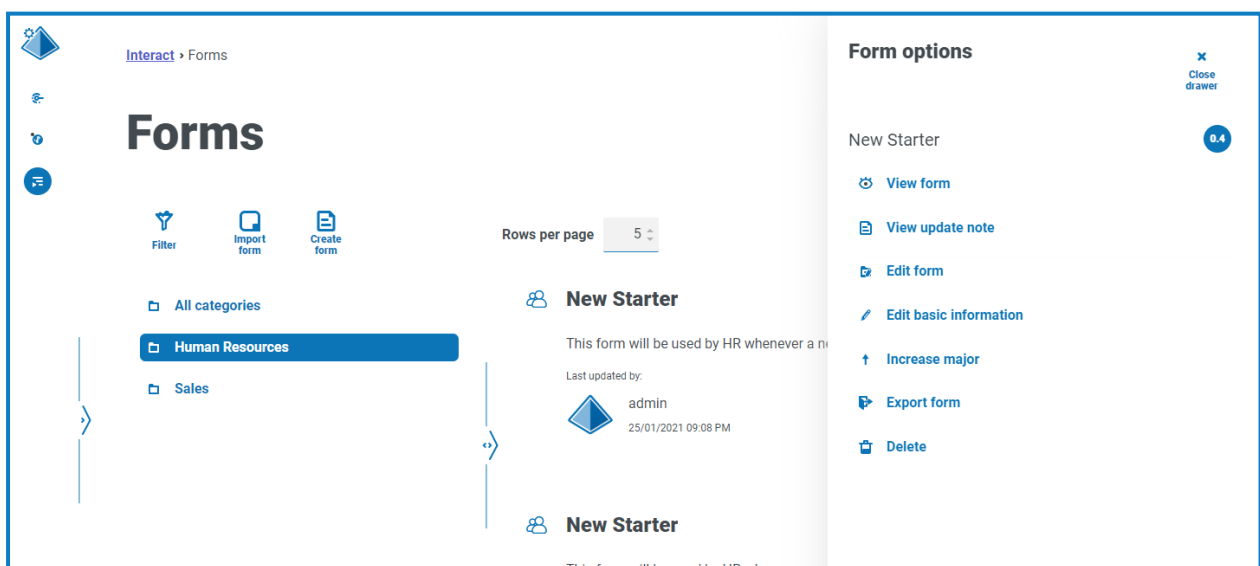 Interact › Forms
Forms
Filter
Import
form
Create
form
All categories
Human Resources
Sales
Rows per page 5
New Starter
This form will be used by HR whenever a
Last updated by:
admin
25/01/2021 09:08 PM
New Starter
Form options
Close
drawer
New Starter 0.4
View form
View update note
Edit form
Edit basic information
Increase major
Export form
Delete